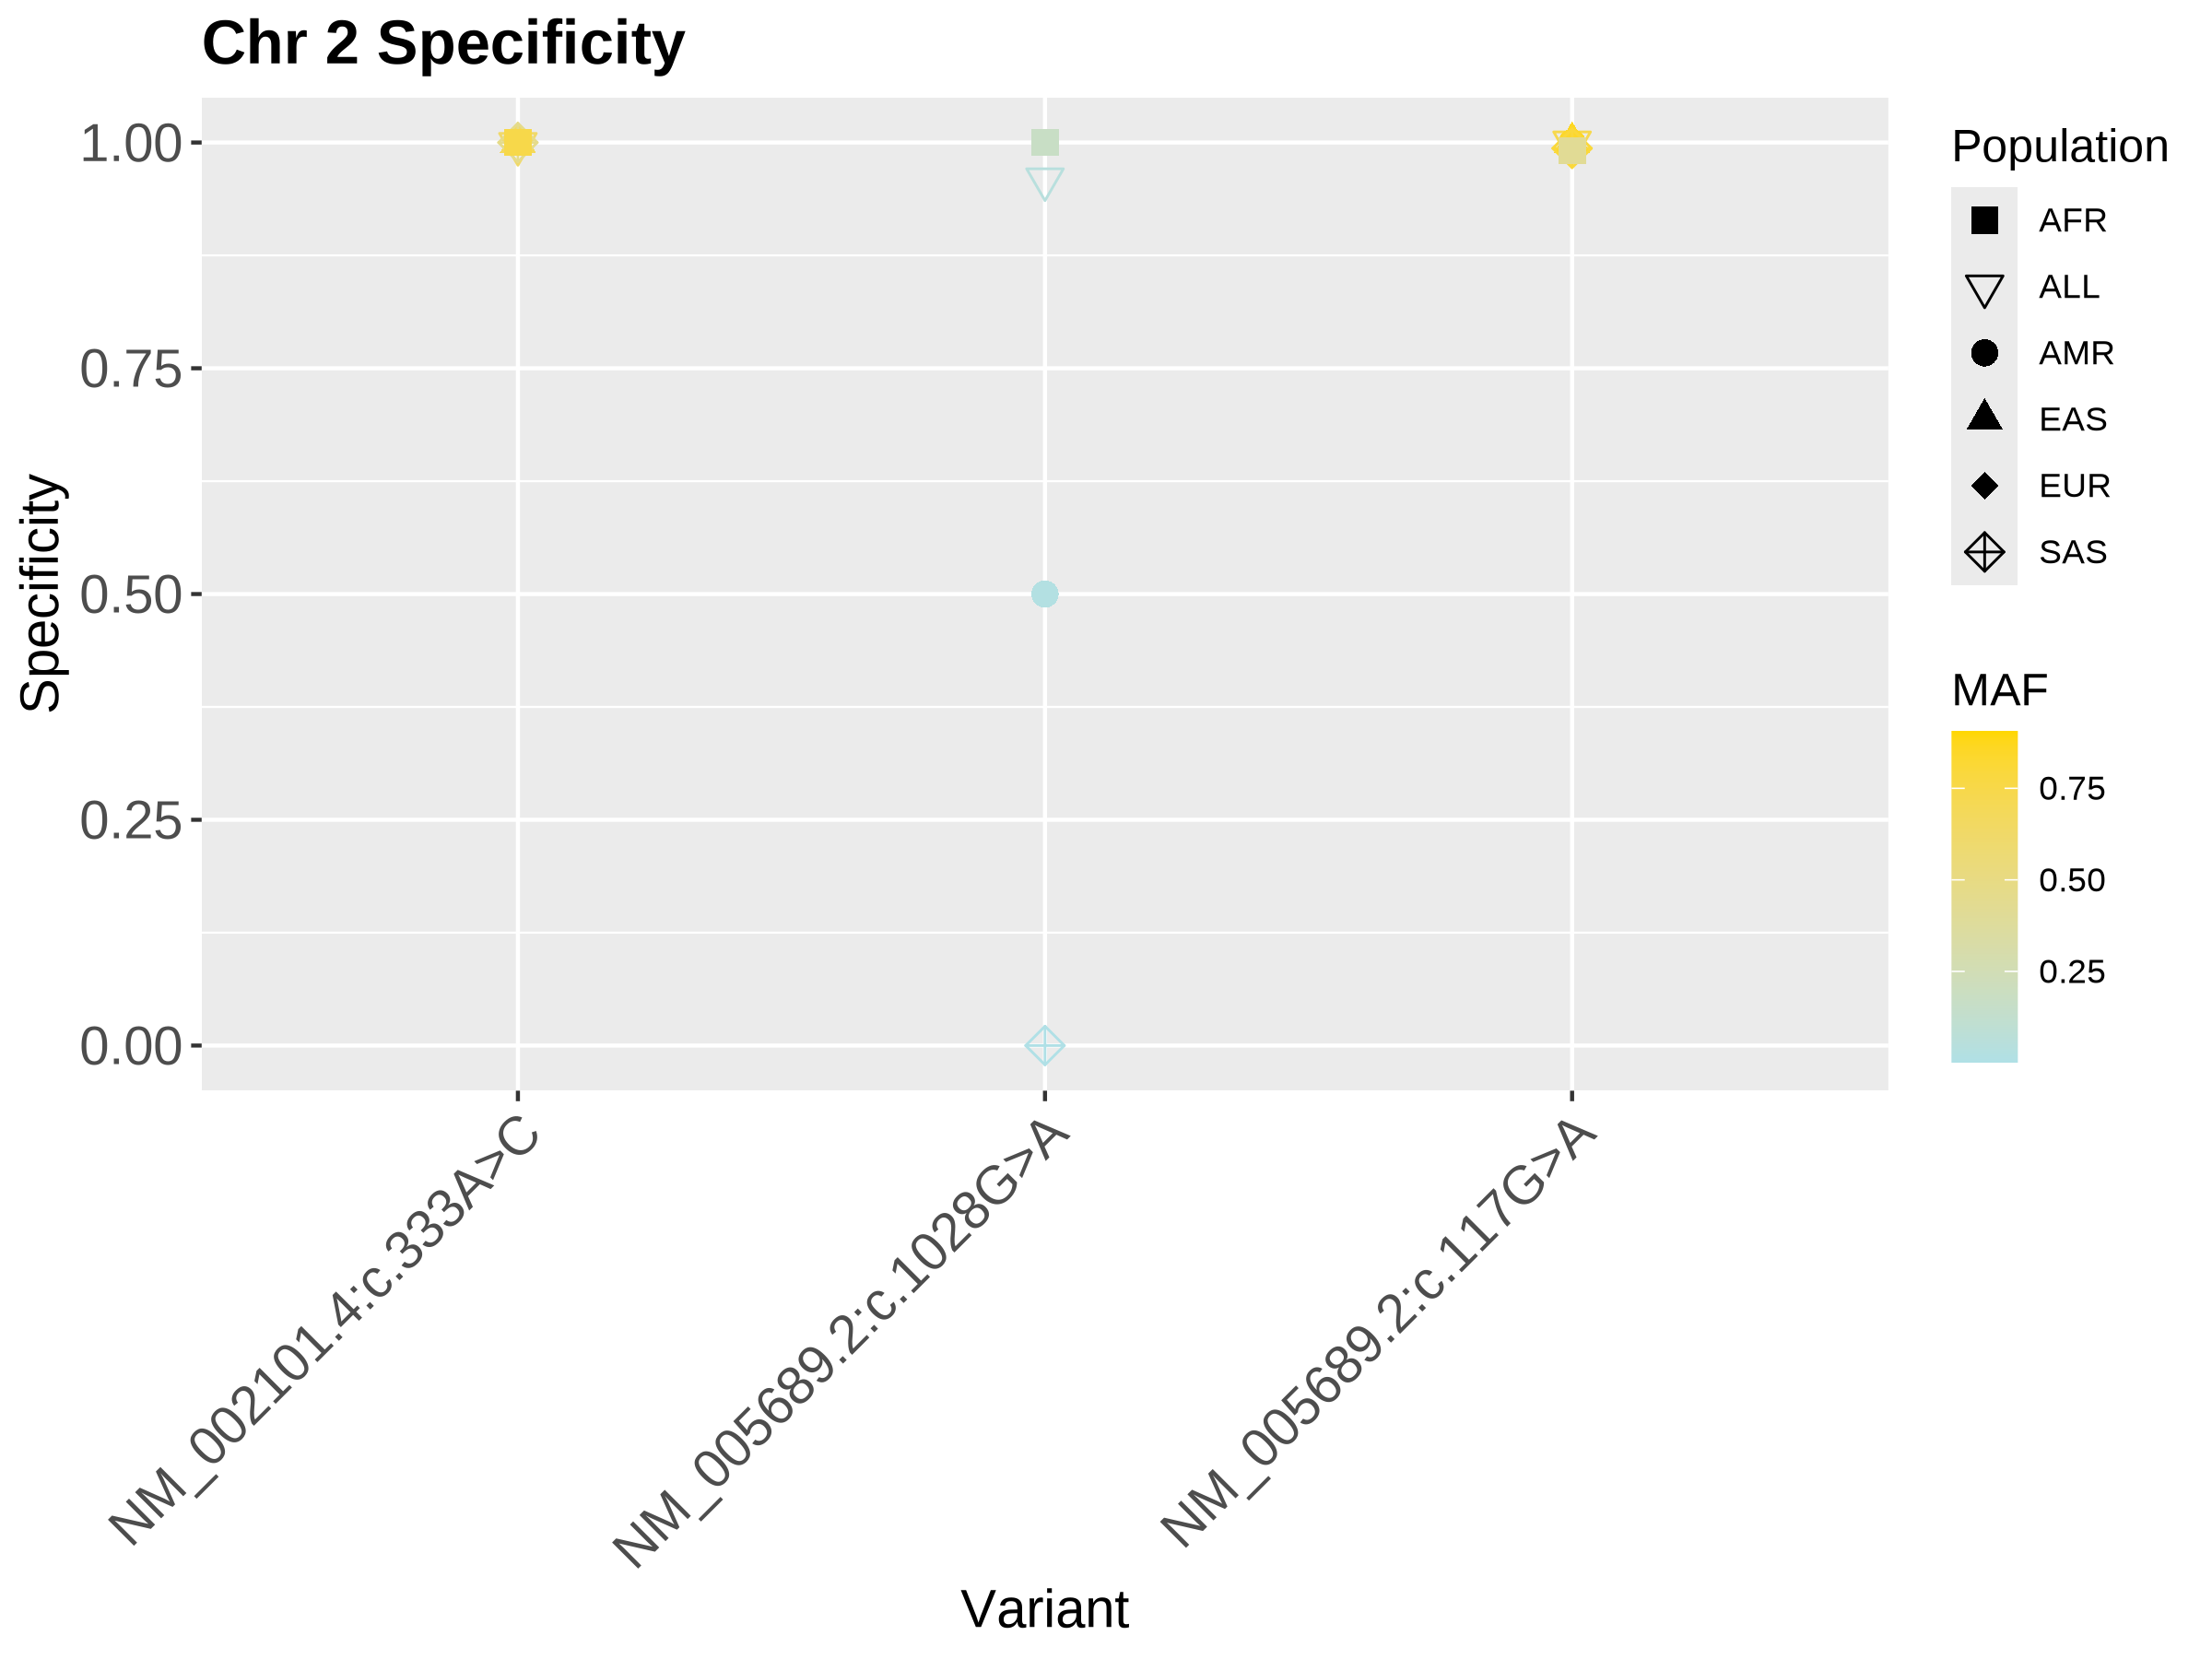 Chr 2 Specificity
Specificity
1.00
0.75
0.50
0.25
0.00
NM_002101.4:c.333A>C
NM_005689.2:c.1028G>A
NM_005689.2:c.117G>A
Variant
Population
AFR
ALL
AMR
EAS
EUR
SAS
MAF
0.75
0.50
0.25